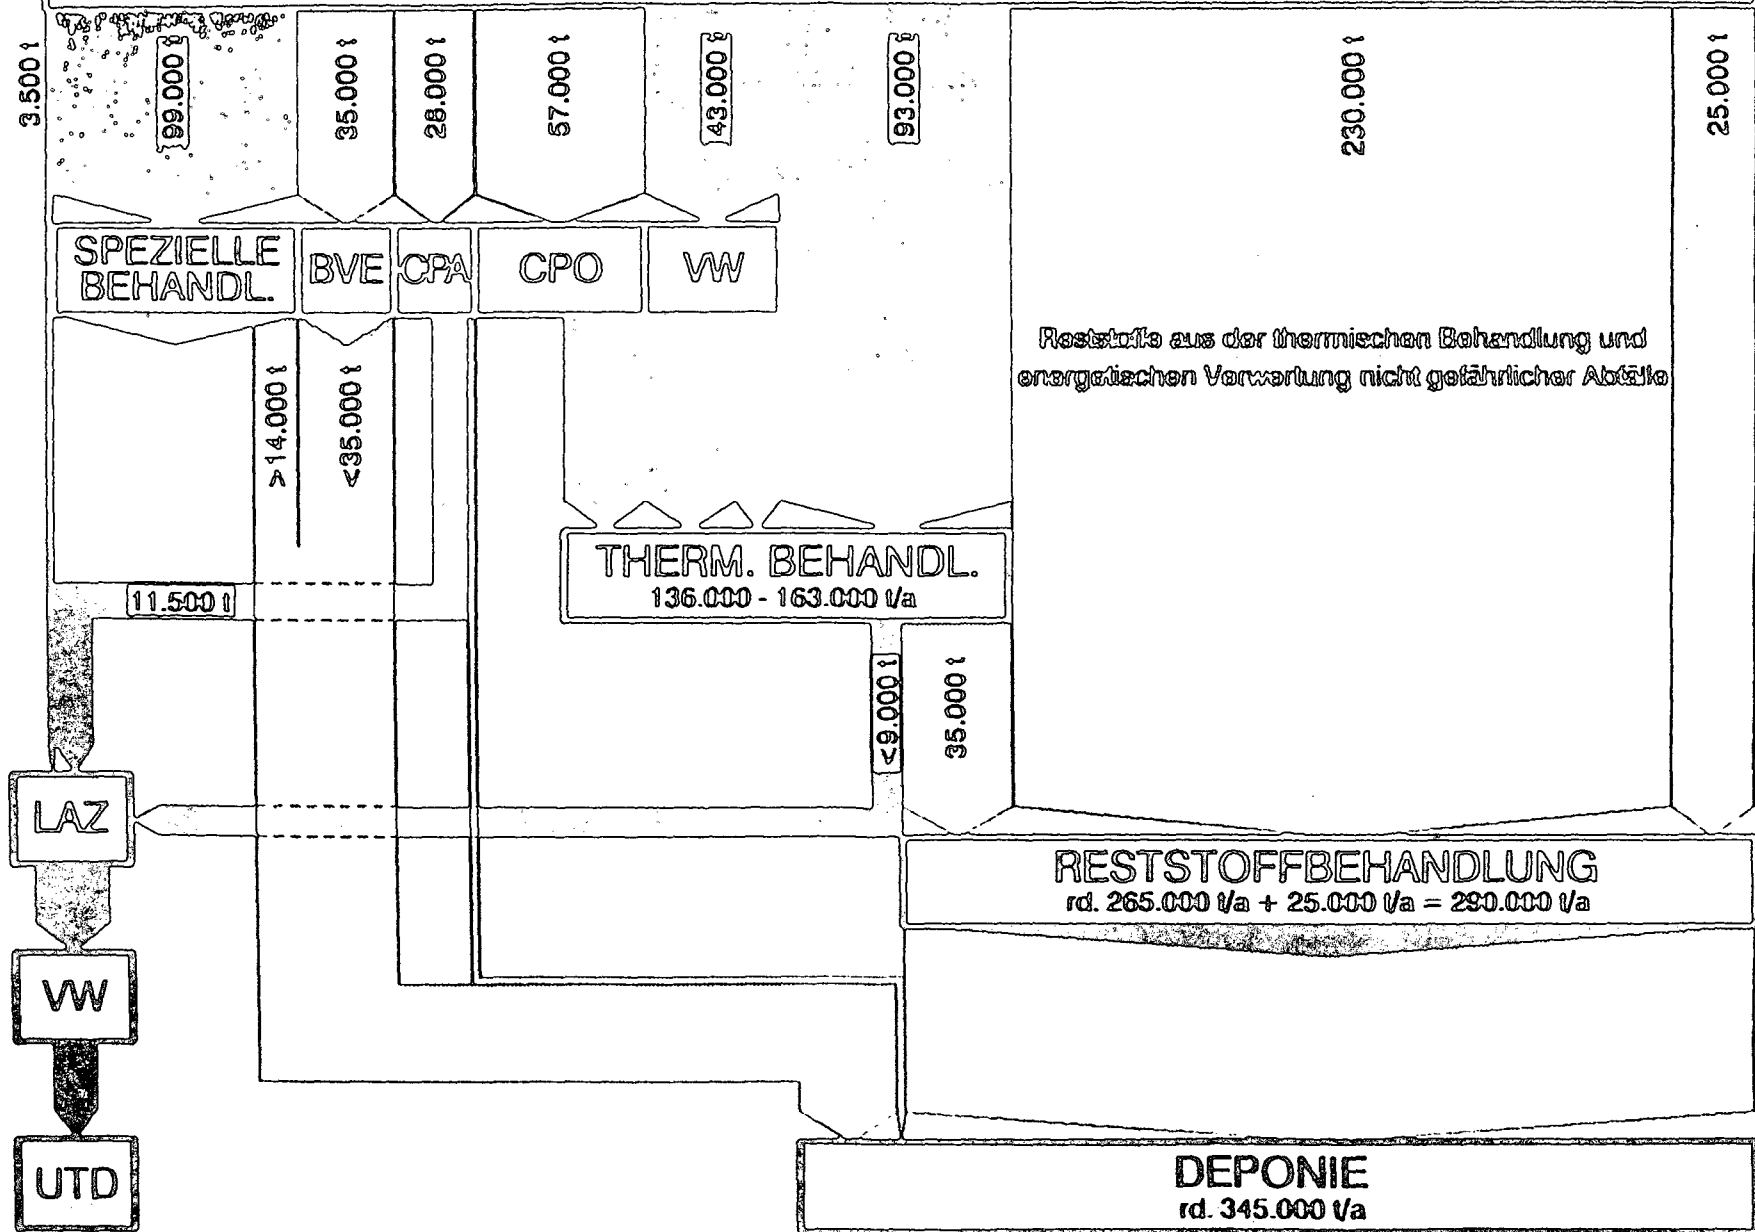 3.500 t
99.000 t
35.000 t
28.000 t
57.000 t
43.000 t
93.000 t
230.000 t
25.000 t
SPEZIELLE
BEHANDL.
BVE
CPA
CPO
VW
Reststoffe aus der thermischen Behandlung und
energetischen Verwertung nicht gefährlicher Abfälle
>14.000 t
<35.000 t
THERM. BEHANDL.
136.000 - 163.000 t/a
11.500 t
<9.000 t
35.000 t
LAZ
RESTSTOFFBEHANDLUNG
rd. 265.000 t/a + 25.000 t/a = 290.000 t/a
VW
UTD
DEPONIE
rd. 345.000 t/a